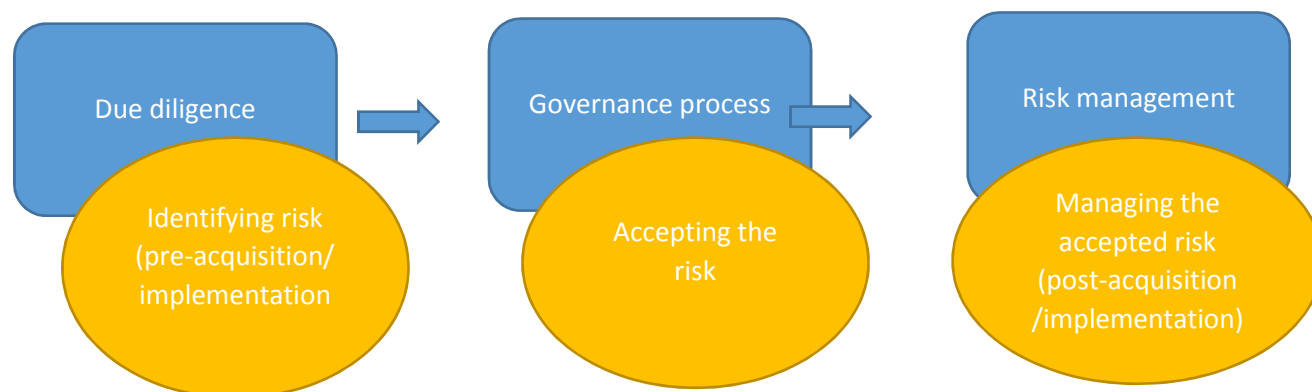 Due diligence
Identifying risk
(pre-acquisition/
implementation
Governance process
Accepting the
risk
Risk management
Managing the
accepted risk
(post-acquisition
/implementation)